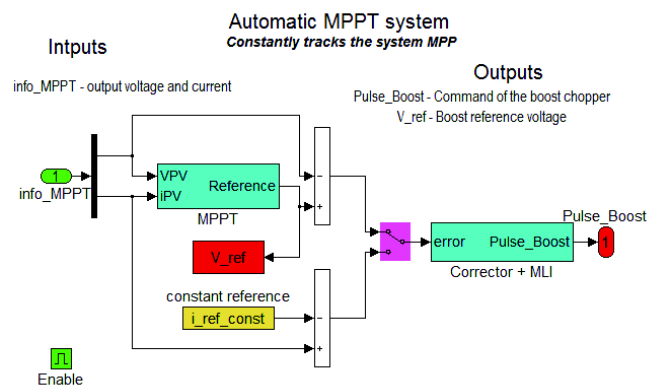 Automatic MPPT system
Constantly tracks the system MPP
Intputs
info_MPPT - output voltage and current
Outputs
Pulse_Boost - Command of the boost chopper
V_ref - Boost reference voltage
1
info_MPPT
VPV
iPV
Reference
MPPT
-
+
V_ref
constant reference
i_ref_const
-
+
error
Pulse_Boost
Corrector + MLI
Pulse_Boost
1
Enable